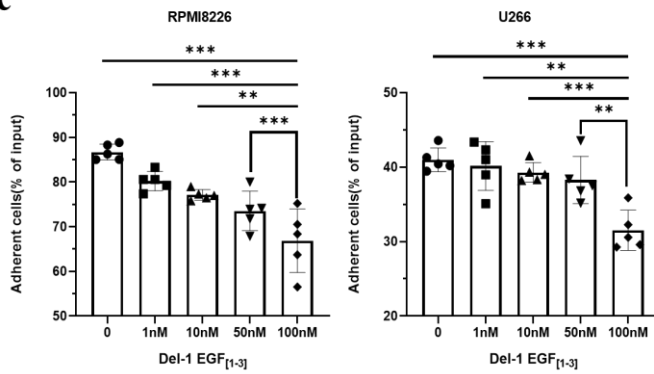 c
RPMI8226
U266
***
***
**
***
***
**
***
**
Adherent cells(% of input)
100
90
80
70
60
50
0 1nM 10nM 50nM 100nM
Del-1 EGF[1-3]
Adherent cells(% of input)
50
40
30
20
0 1nM 10nM 50nM 100nM
Del-1 EGF[1-3]